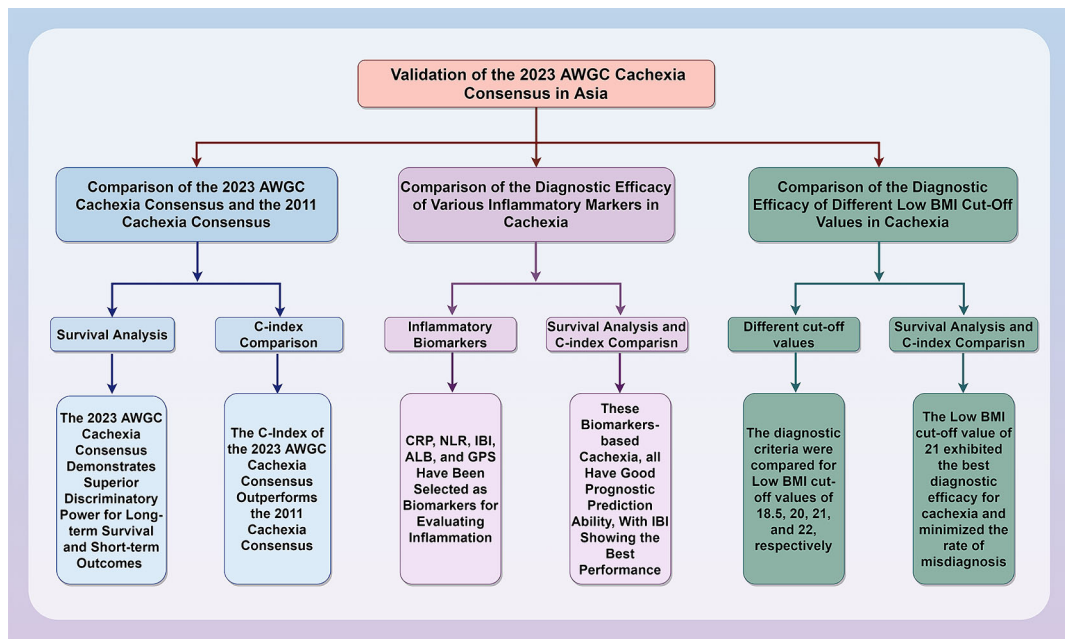 Validation of the 2023 AWGC Cachexia
Consensus in Asia
Comparison of the 2023 AWGC
Cachexia Consensus and the 2011
Cachexia Consensus
Comparison of the Diagnostic Efficacy
of Various Inflammatory Markers in
Cachexia
Comparison of the Diagnostic
Efficacy of Different Low BMI Cut-Off
Values in Cachexia
Survival Analysis
C-index
Comparison
Inflammatory
Biomarkers
Survival Analysis and
C-index Comparisn
Different cut-off
values
Survival Analysis and
C-index Comparisn
The 2023 AWGC
Cachexia
Consensus
Demonstrates
Superior
Discriminatory
Power for Long-
term Survival
and Short-term
Outcomes
The C-Index of
the 2023 AWGC
Cachexia
Consensus
Outperforms
the 2011
Cachexia
Consensus
CRP, NLR, IBI,
ALB, and GPS
Have Been
Selected as
Biomarkers for
Evaluating
Inflammation
These
Biomarkers-
based
Cachexia, all
Have Good
Prognostic
Prediction
Ability, With IBI
Showing the
Best
Performance
The diagnostic
criteria were
compared for
Low BMI cut-
off values of
18.5, 20, 21,
and 22,
respectively
The Low BMI
cut-off value of
21 exhibited the
best diagnostic
efficacy for
cachexia and
minimized the
rate of
misdiagnosis